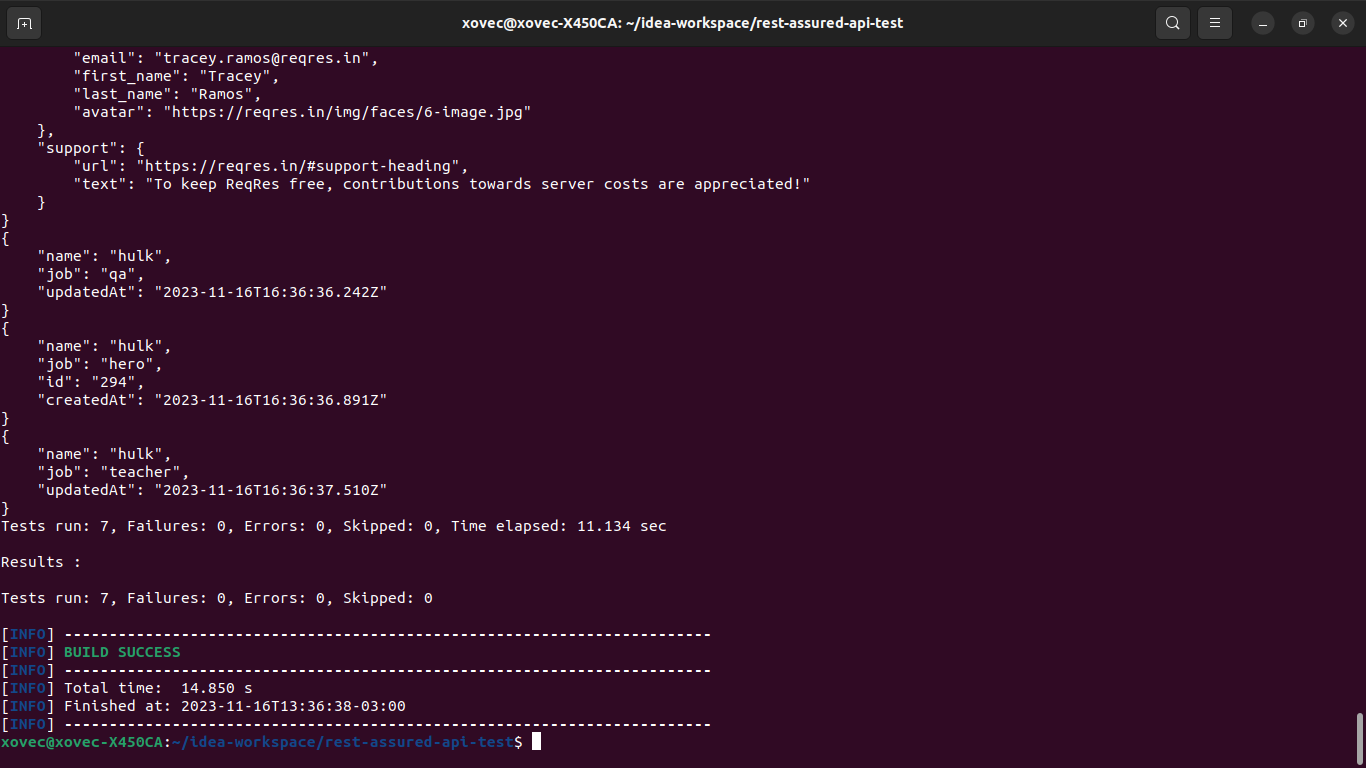 xovec@xovec-X450CA: ~/idea-workspace/rest-assured-api-test
        "email": "tracey.ramos@reqres.in",
        "first_name": "Tracey",
        "last_name": "Ramos",
        "avatar": "https://reqres.in/img/faces/6-image.jpg"
    },
    "support": {
        "url": "https://reqres.in/#support-heading",
        "text": "To keep ReqRes free, contributions towards server costs are appreciated!"
    }
}
{
    "name": "hulk",
    "job": "qa",
    "updatedAt": "2023-11-16T16:36:36.242Z"
}
{
    "name": "hulk",
    "job": "hero",
    "id": "294",
    "createdAt": "2023-11-16T16:36:36.891Z"
}
{
    "name": "hulk",
    "job": "teacher",
    "updatedAt": "2023-11-16T16:36:37.510Z"
}
Tests run: 7, Failures: 0, Errors: 0, Skipped: 0, Time elapsed: 11.134 sec
Results :
Tests run: 7, Failures: 0, Errors: 0, Skipped: 0
[INFO] ------------------------------------------------------------------------
[INFO] BUILD SUCCESS
[INFO] ------------------------------------------------------------------------
[INFO] Total time:  14.850 s
[INFO] Finished at: 2023-11-16T13:36:38-03:00
[INFO] ------------------------------------------------------------------------
xovec@xovec-X450CA:~/idea-workspace/rest-assured-api-test$